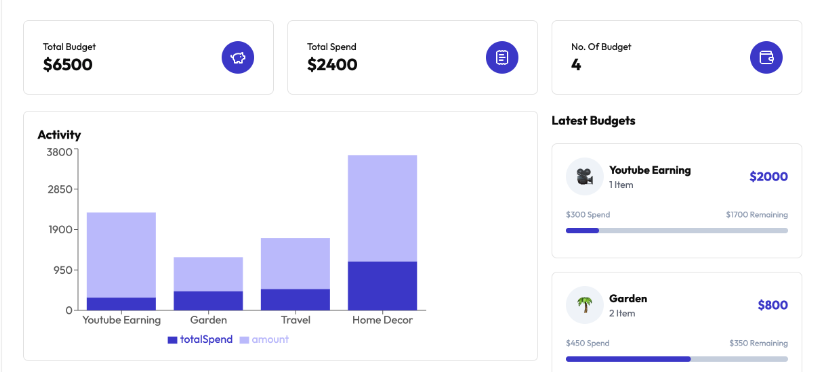 Total Budget
$6500
Total Spend
$2400
No. Of Budget
4
Activity
3800
2850
1900
950
0
Youtube Earning
Garden
Travel
Home Decor
totalSpend
amount
Latest Budgets
Youtube Earning
1 Item
$2000
$300 Spend
$1700 Remaining
Garden
2 Item
$800
$450 Spend
$350 Remaining